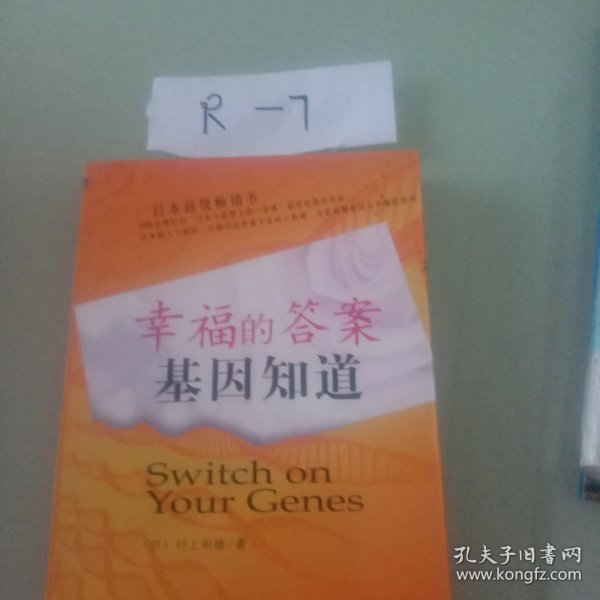 R-7
日本超级畅销书
幸福的答案
基因知道
Switch on
Your Genes
(日) 村上和雄/著
孔夫子旧书网
www.kongfz.com